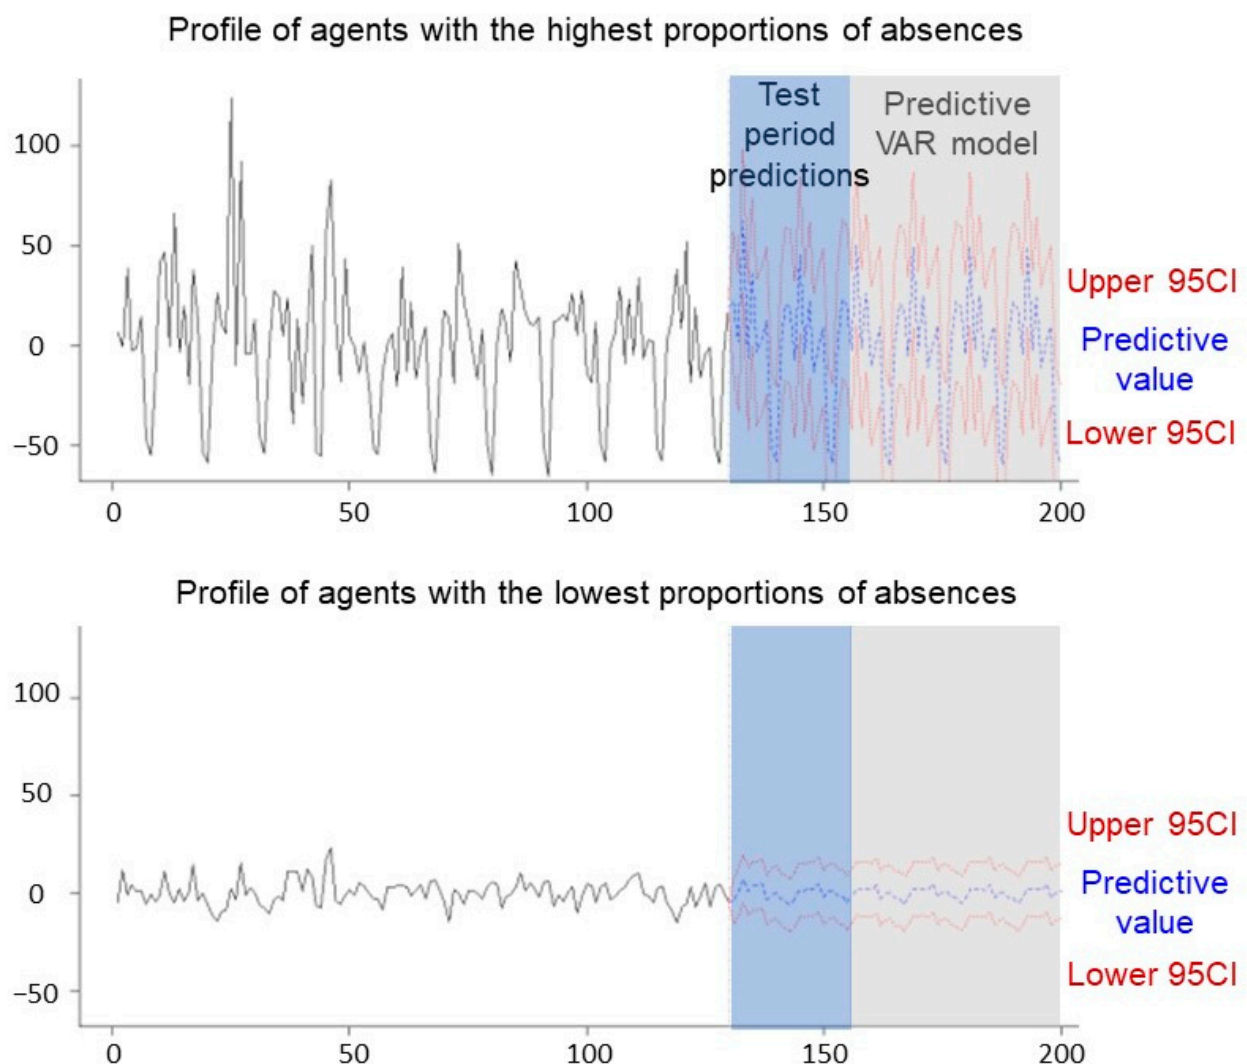 Profile of agents with the highest proportions of absences
Test
period
predictions
Predictive
VAR model
100
50
0
−50
Upper 95CI
Predictive
value
Lower 95CI
0
50
100
150
200
Profile of agents with the lowest proportions of absences
100
50
0
−50
Upper 95CI
Predictive
value
Lower 95CI
0
50
100
150
200